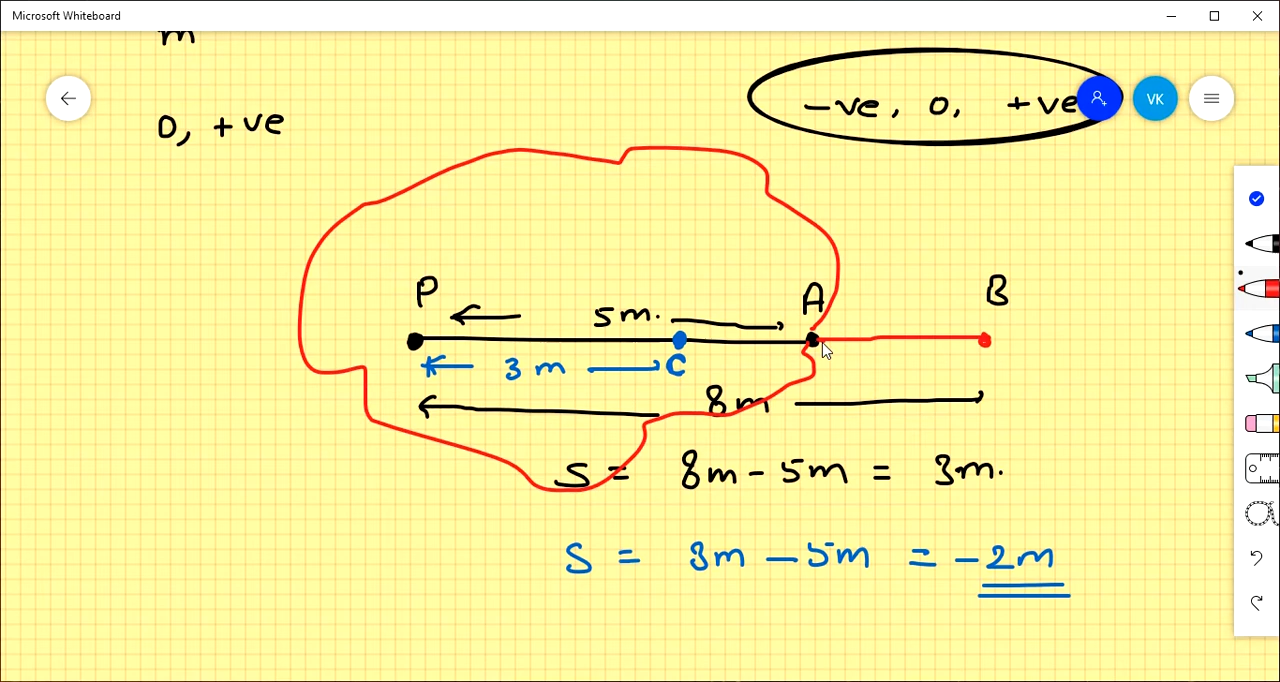 Microsoft Whiteboard
m
0, +ve
-ve, 0, +ve
VK
P
A
B
5m.
3 m
C
8m
S = 8m - 5m = 3m.
S = 3m - 5m = -2m